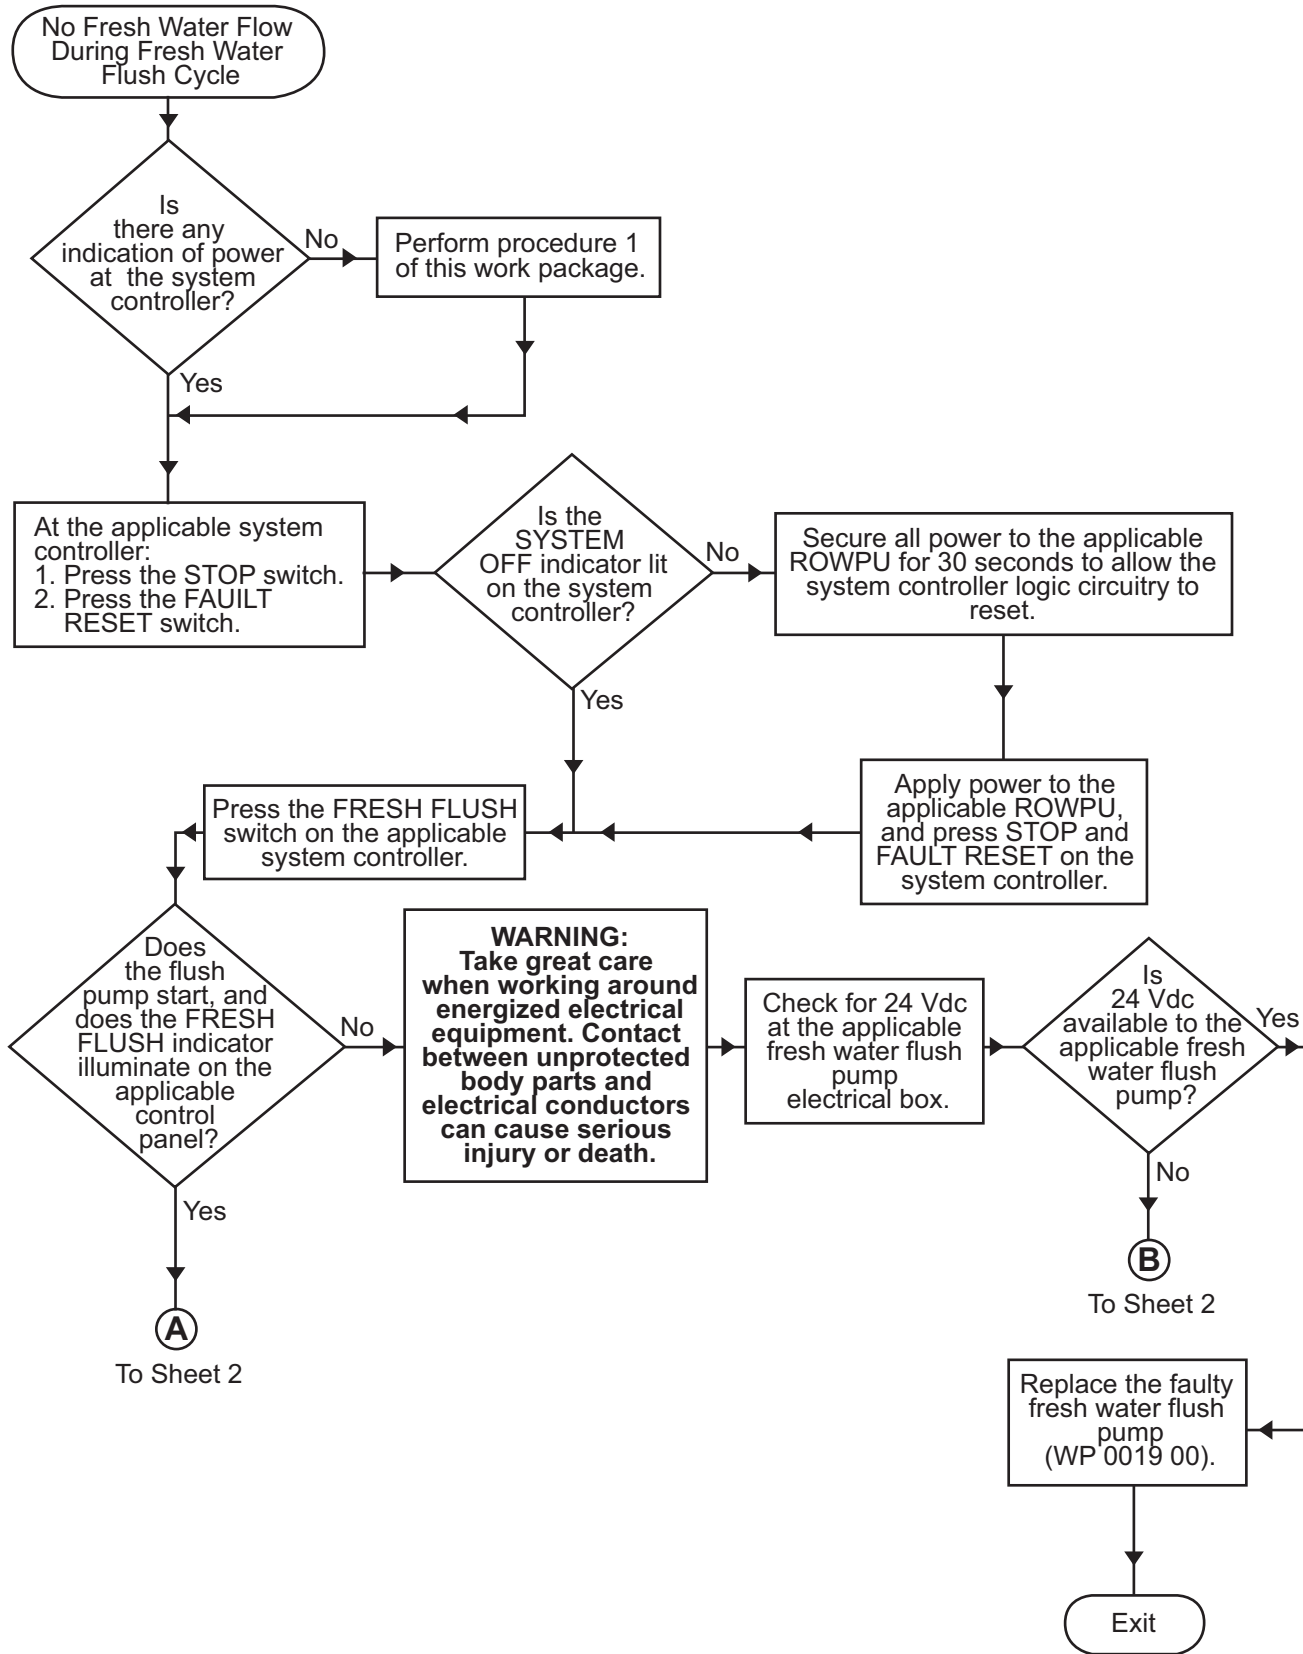 No Fresh Water Flow
During Fresh Water
Flush Cycle
Is
there any
indication of power
at the system
controller?
No
Perform procedure 1
of this work package.
Yes
At the applicable system
controller:
1. Press the STOP switch.
2. Press the FAUILT
RESET switch.
Is the
SYSTEM
OFF indicator lit
on the system
controller?
No
Secure all power to the applicable
ROWPU for 30 seconds to allow the
system controller logic circuitry to
reset.
Yes
Apply power to the
applicable ROWPU,
and press STOP and
FAULT RESET on the
system controller.
Press the FRESH FLUSH
switch on the applicable
system controller.
Does
the flush
pump start, and
does the FRESH
FLUSH indicator
illuminate on the
applicable
control
panel?
No
WARNING:
Take great care
when working around
energized electrical
equipment. Contact
between unprotected
body parts and
electrical conductors
can cause serious
injury or death.
Check for 24 Vdc
at the applicable
fresh water flush
pump
electrical box.
Is
24 Vdc
available to the
applicable fresh
water flush
pump?
Yes
No
B
To Sheet 2
Yes
A
To Sheet 2
Replace the faulty
fresh water flush
pump
(WP 0019 00).
Exit